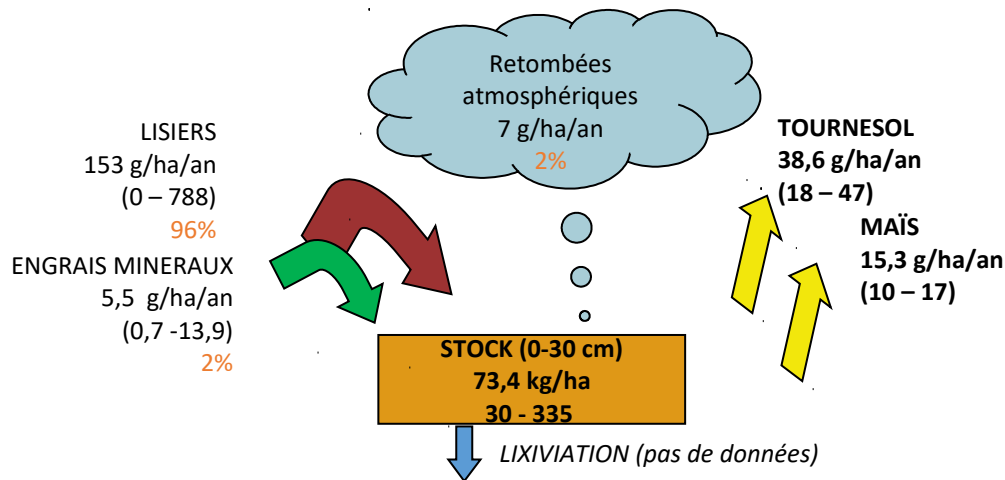 Retombées
atmosphériques
7 g/ha/an
2%
LISIERS
153 g/ha/an
(0 – 788)
96%
ENGRAIS MINERAUX
5,5 g/ha/an
(0,7 -13,9)
2%
TOURNESOL
38,6 g/ha/an
(18 – 47)
MAÏS
15,3 g/ha/an
(10 – 17)
STOCK (0-30 cm)
73,4 kg/ha
30 - 335
LIXIVIATION (pas de données)